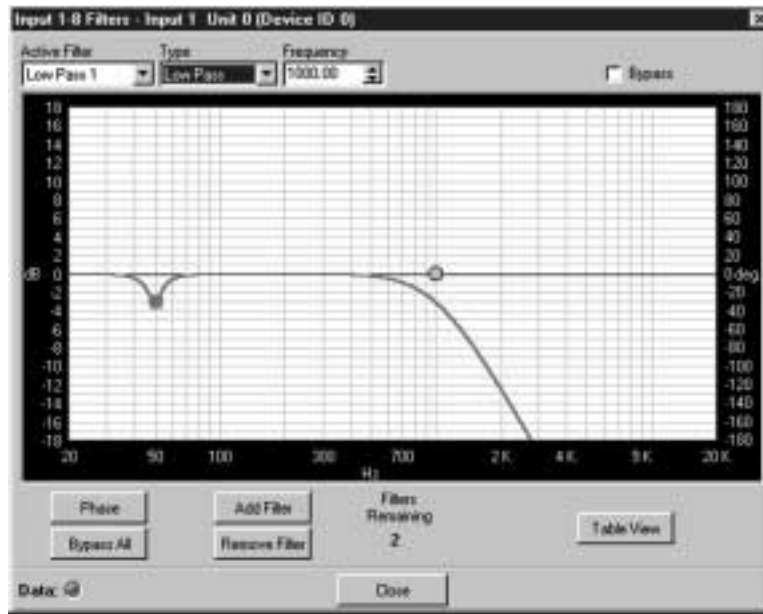 Input 1-8 Filters - Input 1 Unit 0 (Device ID 0)
Active Filter Type Frequency
Low Pass 1 Low Pass 1000.00 Bypass
18 180
16 160
14 140
12 120
10 100
8 80
6 60
4 40
2 20
dB 0 0 deg
-2 -20
-4 -40
-6 -60
-8 -80
-10 -100
-12 -120
-14 -140
-16 -160
-18 -180
20 50 100 300 700 2 K 4 K 9 K 20 K
Hz
Phase Add Filter Filters Remaining
Bypass All Remove Filter 2 Table View
Data: Close